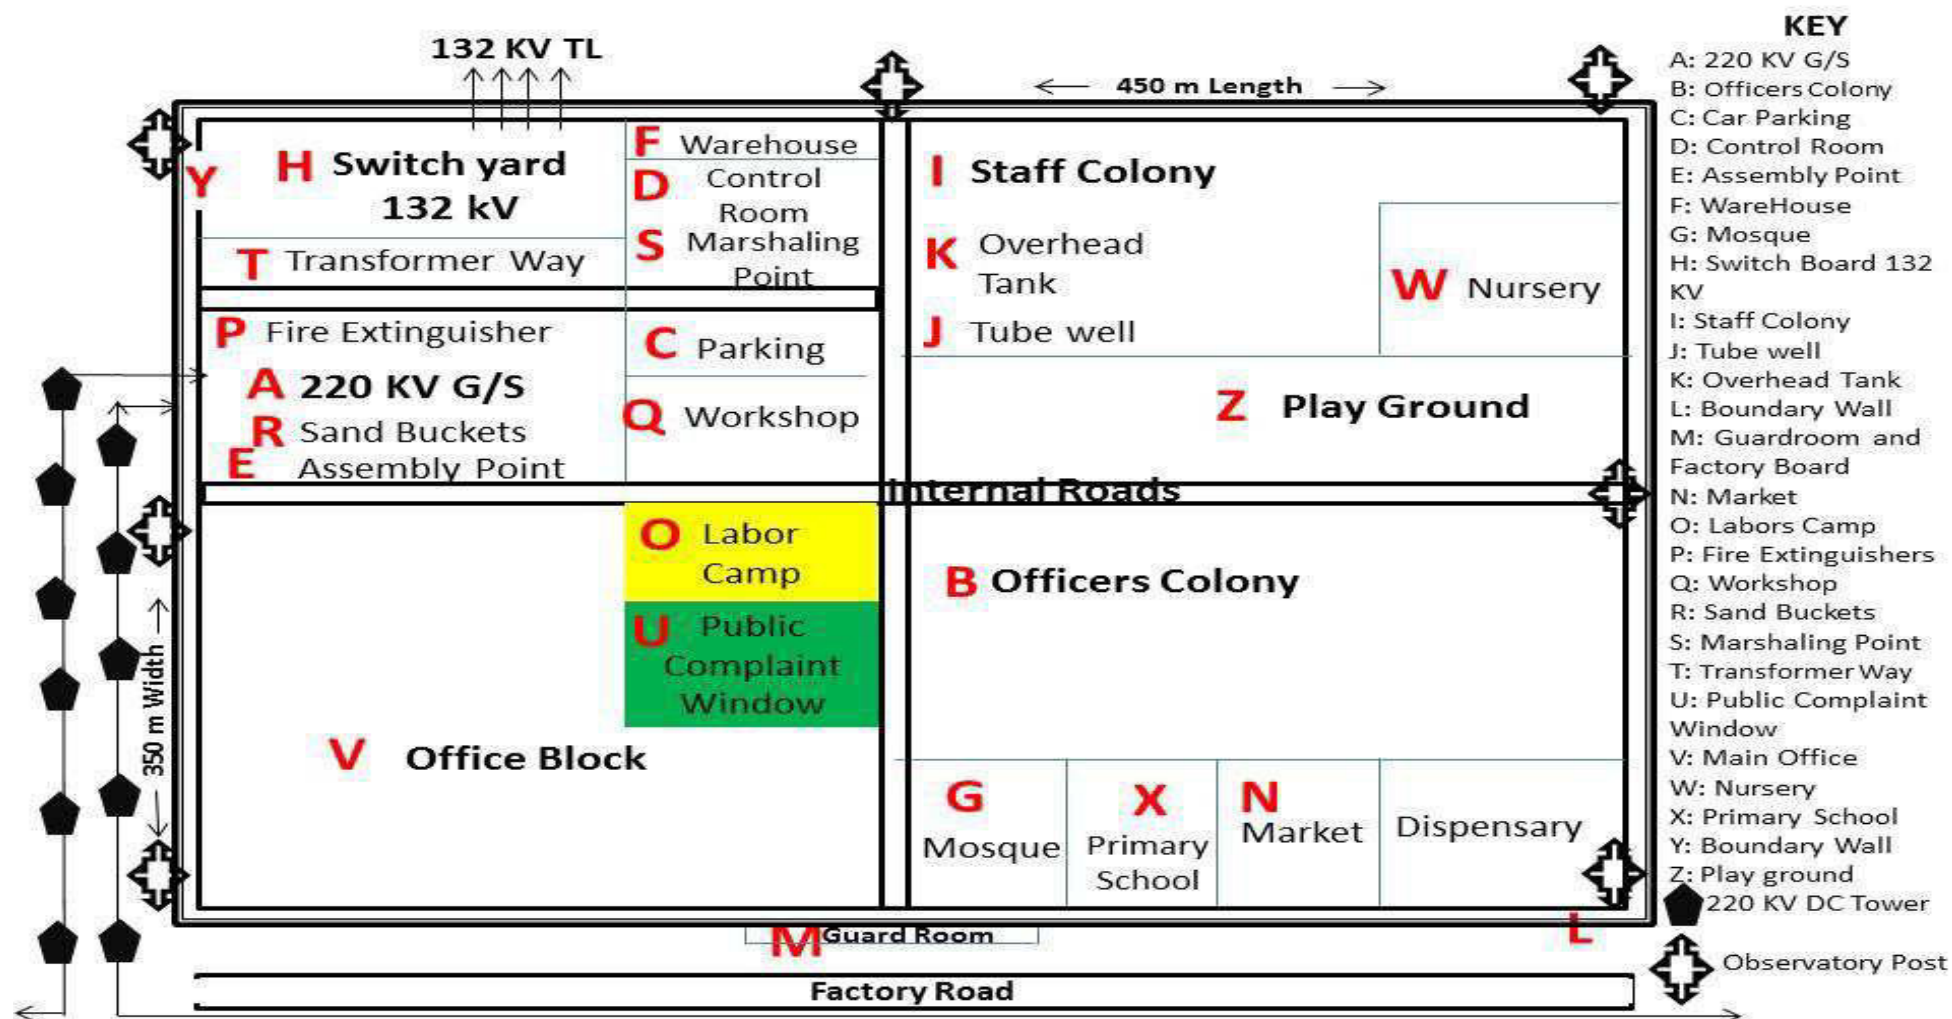 132 KV TL
450 m Length
H Switch yard
132 kV
Y
T Transformer Way
F Warehouse
D Control
Room
S Marshaling
Point
I Staff Colony
K Overhead
Tank
J Tube well
W Nursery
P Fire Extinguisher
A 220 KV G/S
R Sand Buckets
E Assembly Point
C Parking
Q Workshop
Z Play Ground
Internal Roads
O Labor
Camp
U Public
Complaint
Window
V Office Block
350 m Width
B Officers Colony
G
Mosque
X
Primary
School
N
Market
Dispensary
M Guard Room
L
Factory Road
KEY
A: 220 KV G/S
B: Officers Colony
C: Car Parking
D: Control Room
E: Assembly Point
F: WareHouse
G: Mosque
H: Switch Board 132
KV
I: Staff Colony
J: Tube well
K: Overhead Tank
L: Boundary Wall
M: Guardroom and
Factory Board
N: Market
O: Labors Camp
P: Fire Extinguishers
Q: Workshop
R: Sand Buckets
S: Marshaling Point
T: Transformer Way
U: Public Complaint
Window
V: Main Office
W: Nursery
X: Primary School
Y: Boundary Wall
Z: Play ground
220 KV DC Tower
Observatory Post